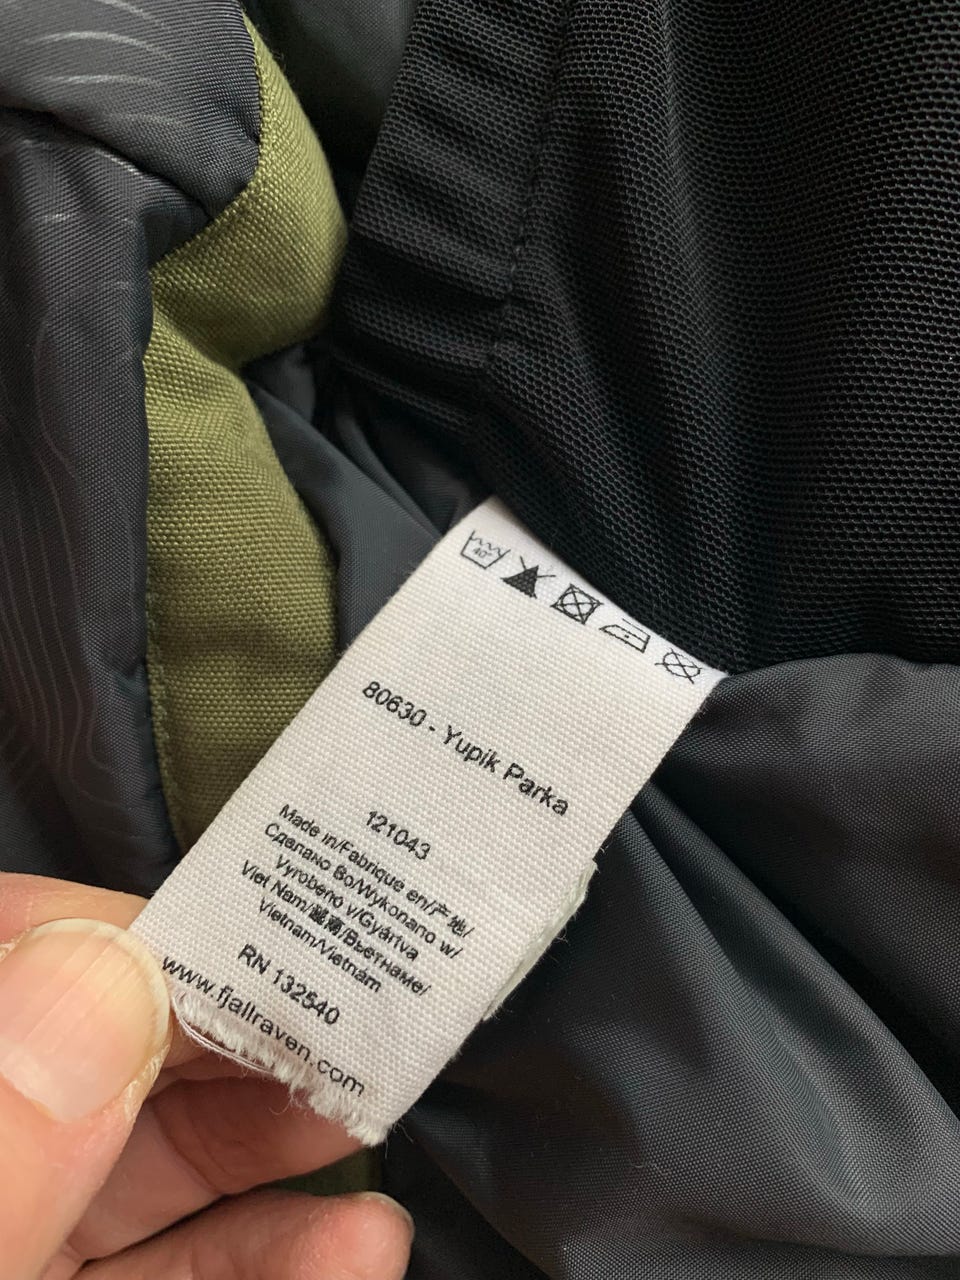 40°
80630 - Yupik Parka
121043
Made in/Fabrique en/产地/
Сделано Во/Wykonano w/
Vyrobeno v/Gyártva
Viet Nam/越南/Вьетнаме/
Vietnam/Vietnám
RN 132540
www.fjallraven.com